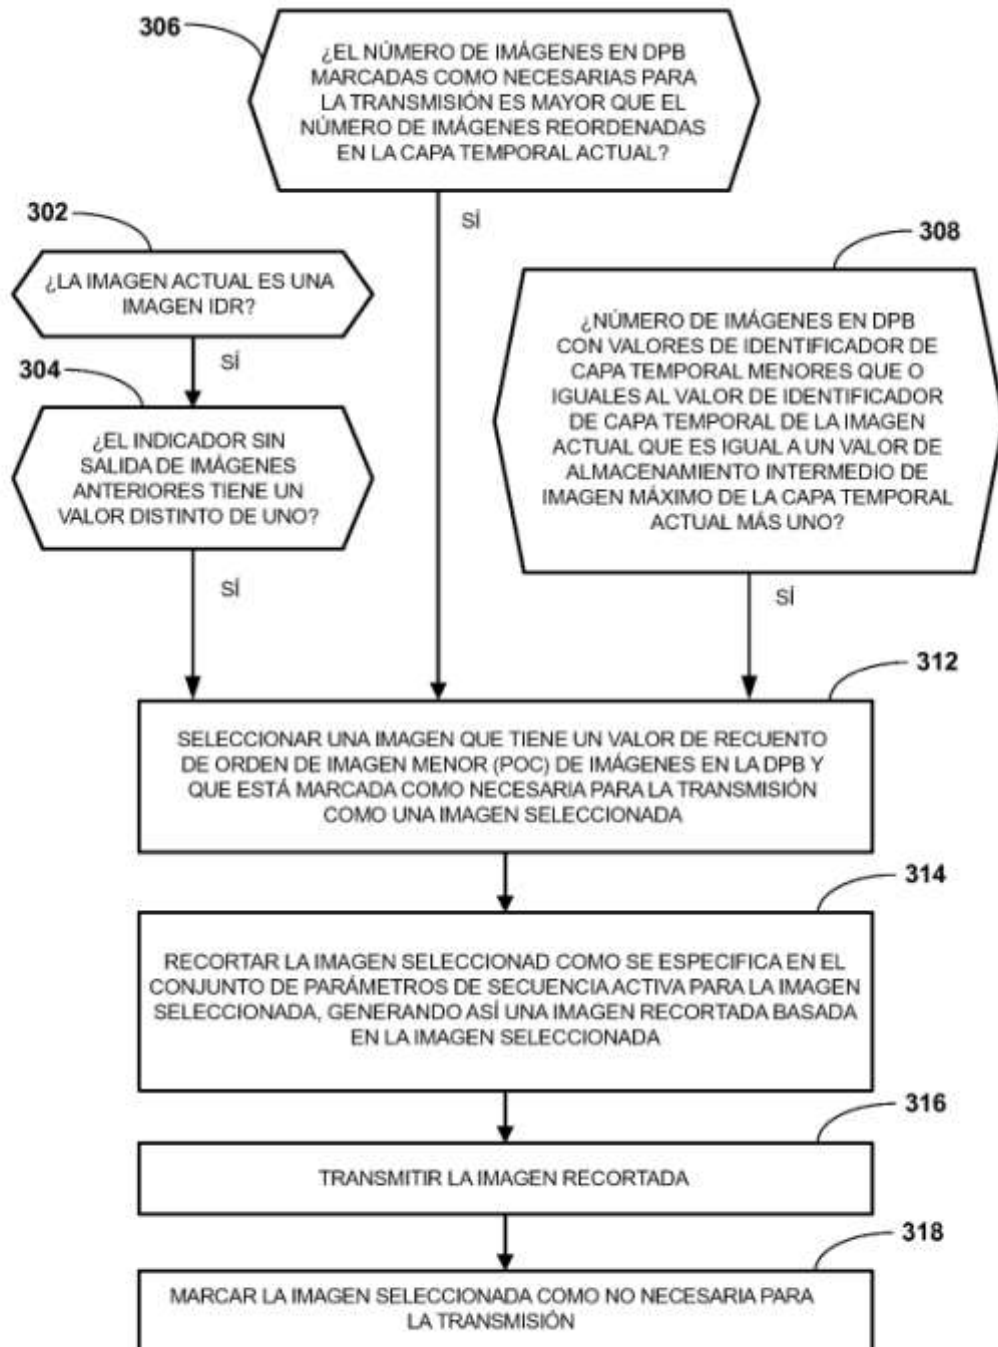 306
¿EL NÚMERO DE IMÁGENES EN DPB
MARCADAS COMO NECESARIAS PARA
LA TRANSMISIÓN ES MAYOR QUE EL
NÚMERO DE IMÁGENES REORDENADAS
EN LA CAPA TEMPORAL ACTUAL?
SÍ
302
¿LA IMAGEN ACTUAL ES UNA
IMAGEN IDR?
SÍ
304
¿EL INDICADOR SIN
SALIDA DE IMÁGENES
ANTERIORES TIENE UN
VALOR DISTINTO DE UNO?
SÍ
308
¿NÚMERO DE IMÁGENES EN DPB
CON VALORES DE IDENTIFICADOR DE
CAPA TEMPORAL MENORES QUE O
IGUALES AL VALOR DE IDENTIFICADOR
DE CAPA TEMPORAL DE LA IMAGEN
ACTUAL QUE ES IGUAL A UN VALOR DE
ALMACENAMIENTO INTERMEDIO DE
IMAGEN MÁXIMO DE LA CAPA TEMPORAL
ACTUAL MÁS UNO?
SÍ
312
SELECCIONAR UNA IMAGEN QUE TIENE UN VALOR DE RECUENTO
DE ORDEN DE IMAGEN MENOR (POC) DE IMÁGENES EN LA DPB Y
QUE ESTÁ MARCADA COMO NECESARIA PARA LA TRANSMISIÓN
COMO UNA IMAGEN SELECCIONADA
314
RECORTAR LA IMAGEN SELECCIONAD COMO SE ESPECIFICA EN EL
CONJUNTO DE PARÁMETROS DE SECUENCIA ACTIVA PARA LA IMAGEN
SELECCIONADA, GENERANDO ASÍ UNA IMAGEN RECORTADA BASADA
EN LA IMAGEN SELECCIONADA
316
TRANSMITIR LA IMAGEN RECORTADA
318
MARCAR LA IMAGEN SELECCIONADA COMO NO NECESARIA PARA
LA TRANSMISIÓN